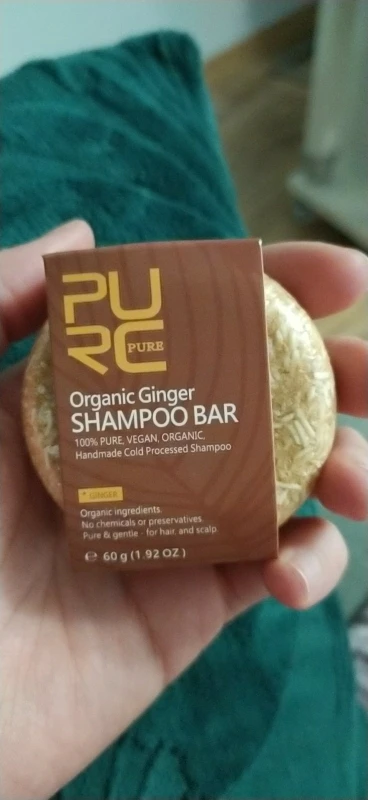 PURC
PURE
Organic Ginger
SHAMPOO BAR
100% PURE, VEGAN, ORGANIC,
Handmade Cold Processed Shampoo
* GINGER
Organic ingredients.
No chemicals or preservatives.
Pure & gentle - for hair, and scalp.
℮ 60 g (1.92 OZ)